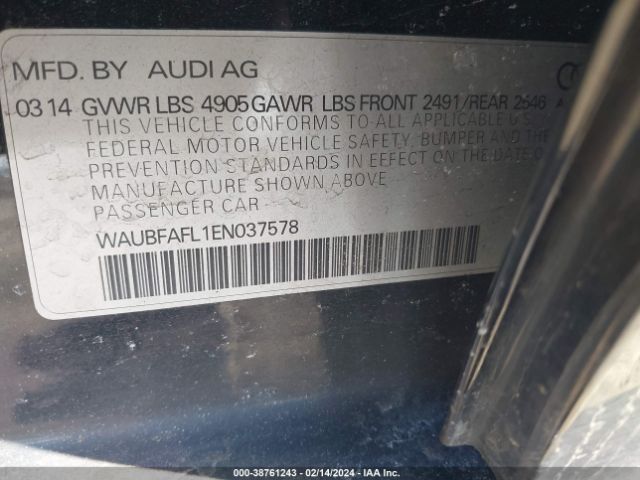 MFD. BY AUDI AG
03 14 GVWR LBS 4905 GAWR LBS FRONT 2491/REAR 2546
THIS VEHICLE CONFORMS TO ALL APPLICABLE U.S.
FEDERAL MOTOR VEHICLE SAFETY, BUMPER AND THE
PREVENTION STANDARDS IN EFFECT ON THE DATE O
MANUFACTURE SHOWN ABOVE
PASSENGER CAR
WAUBFAFL1EN037578
000-38761243 - 02/14/2024 - IAA Inc.